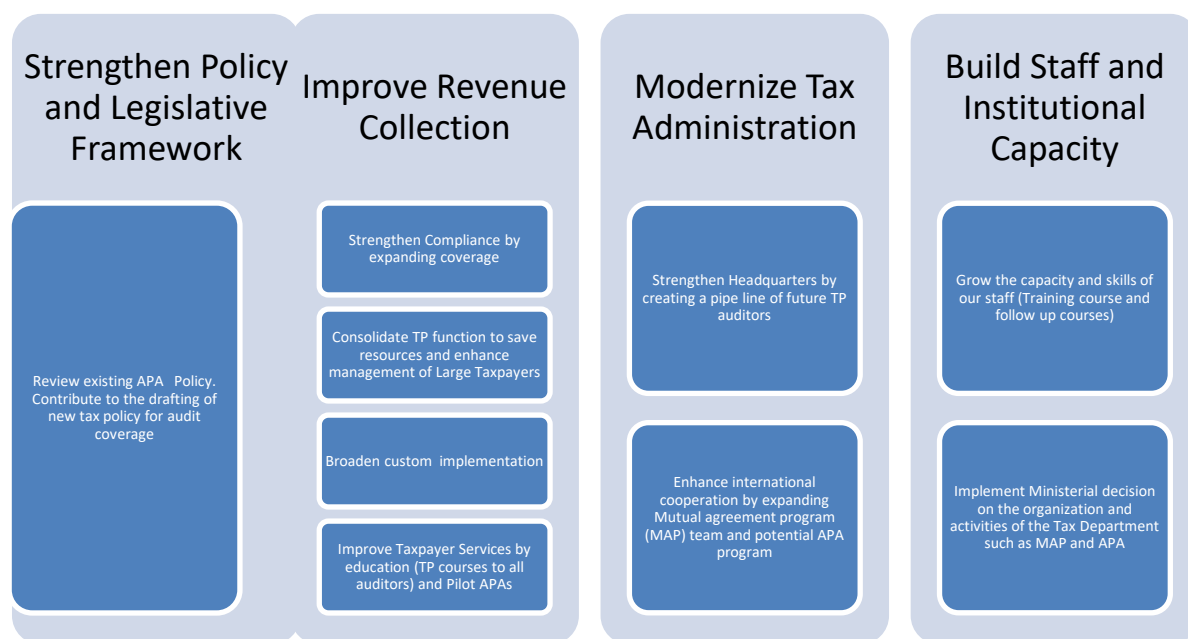 Strengthen Policy
and Legislative
Framework
Review existing APA   Policy.
Contribute to the drafting of
new tax policy for audit
coverage
Improve Revenue
Collection
Strengthen Compliance by
expanding coverage
Consolidate TP function to save
resources and enhance
management of Large Taxpayers
Broaden custom  implementation
Improve Taxpayer Services by
education (TP courses to all
auditors) and Pilot APAs
Modernize Tax
Administration
Strengthen Headquarters by
creating a pipe line of future TP
auditors
Enhance international
cooperation by expanding
Mutual agreement program
(MAP) team and potential APA
program
Build Staff and
Institutional
Capacity
Grow the capacity and skills of
our staff (Training course and
follow up courses)
Implement Ministerial decision
on the organization and
activities of the Tax Department
such as MAP and APA